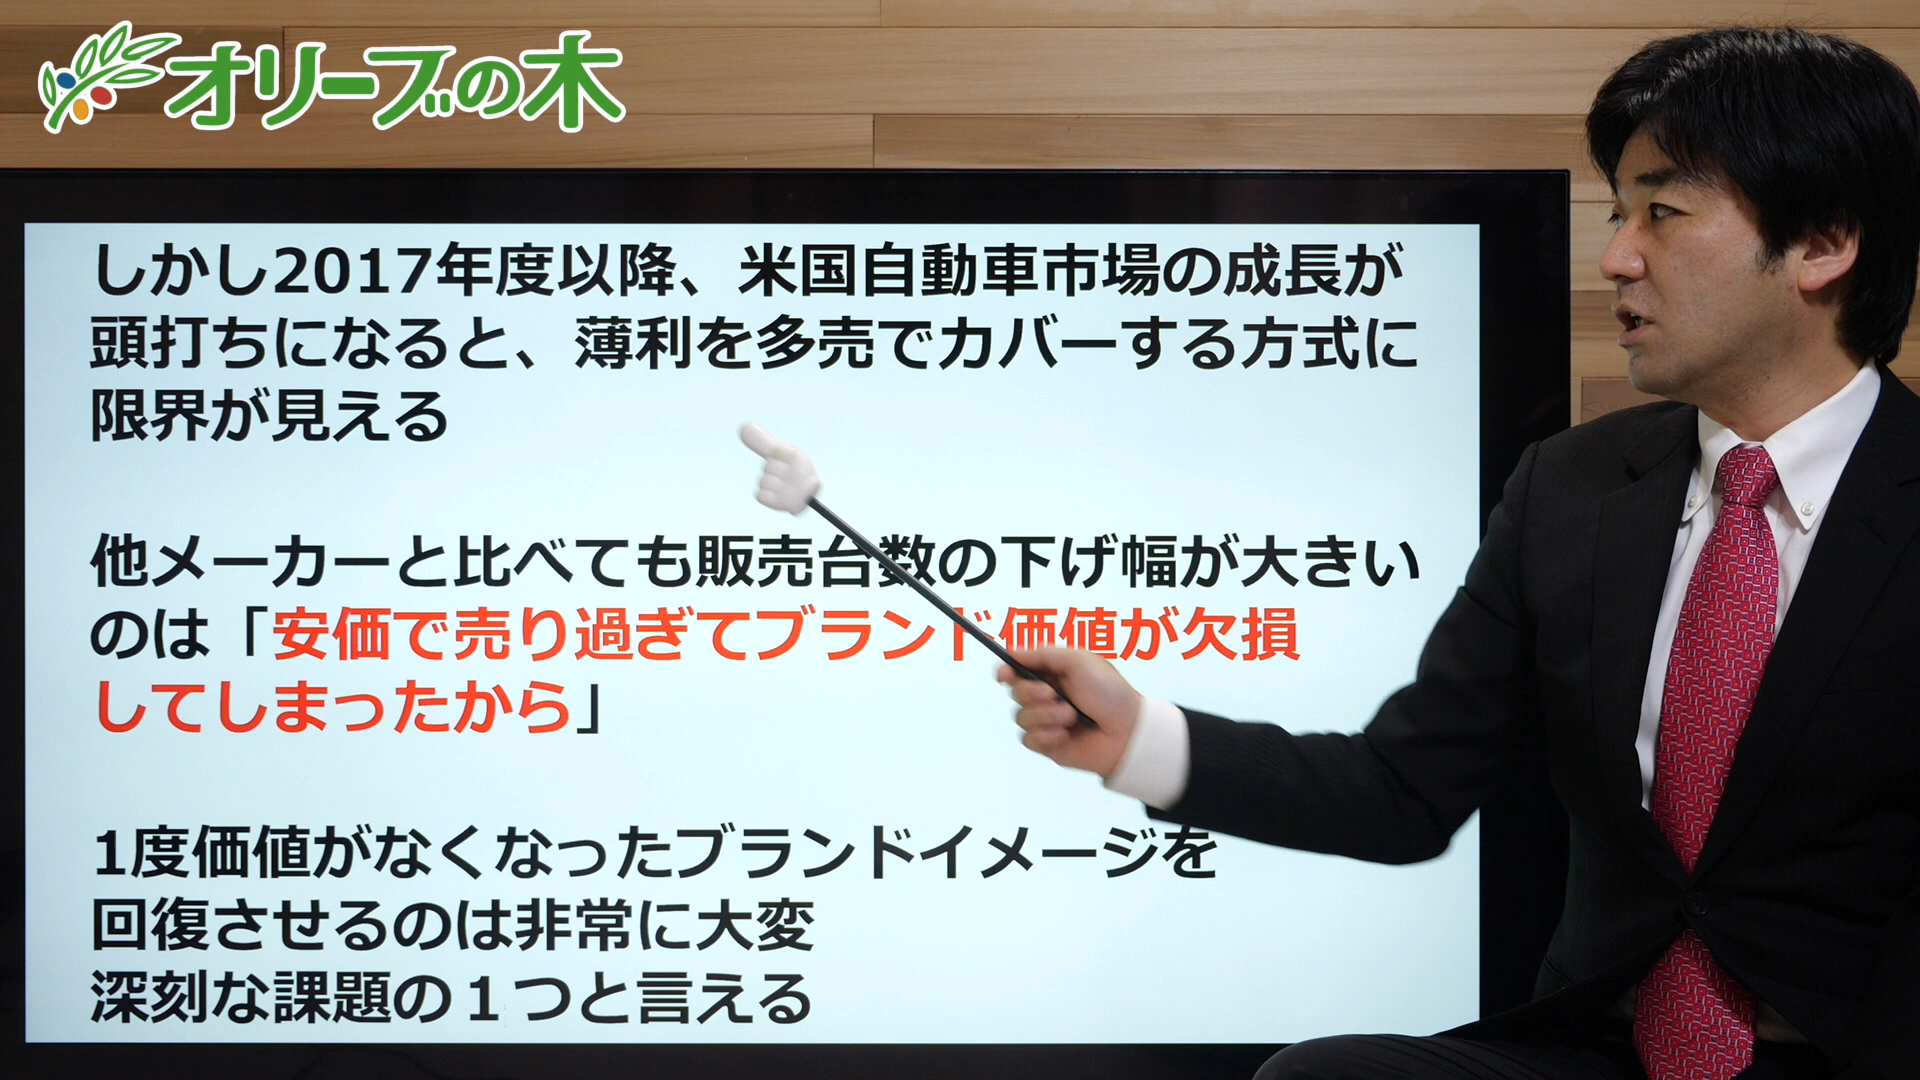 オリーブの木
しかし2017年度以降、米国自動車市場の成長が
頭打ちになると、薄利を多売でカバーする方式に
限界が見える
他メーカーと比べても販売台数の下げ幅が大きい
のは「安価で売り過ぎてブランド価値が欠損
してしまったから」
1度価値がなくなったブランドイメージを
回復させるのは非常に大変
深刻な課題の１つと言える